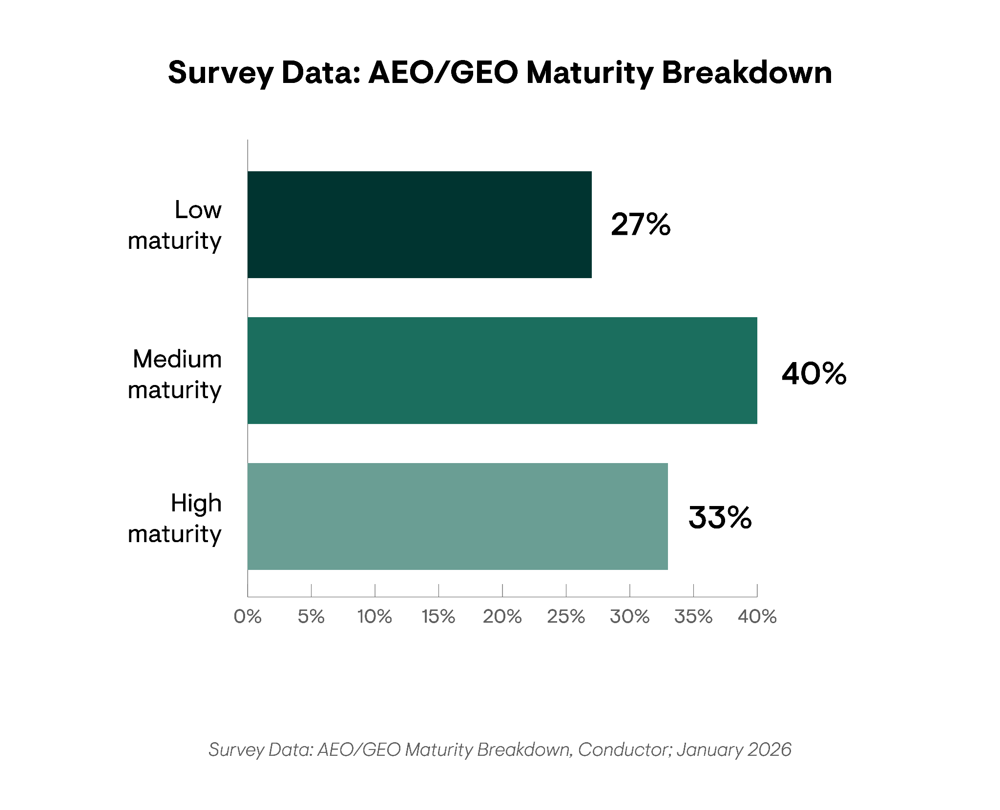 Survey Data: AEO/GEO Maturity Breakdown
Low
maturity
27%
Medium
maturity
40%
High
maturity
33%
0% 5% 10% 15% 20% 25% 30% 35% 40%
Survey Data: AEO/GEO Maturity Breakdown, Conductor; January 2026